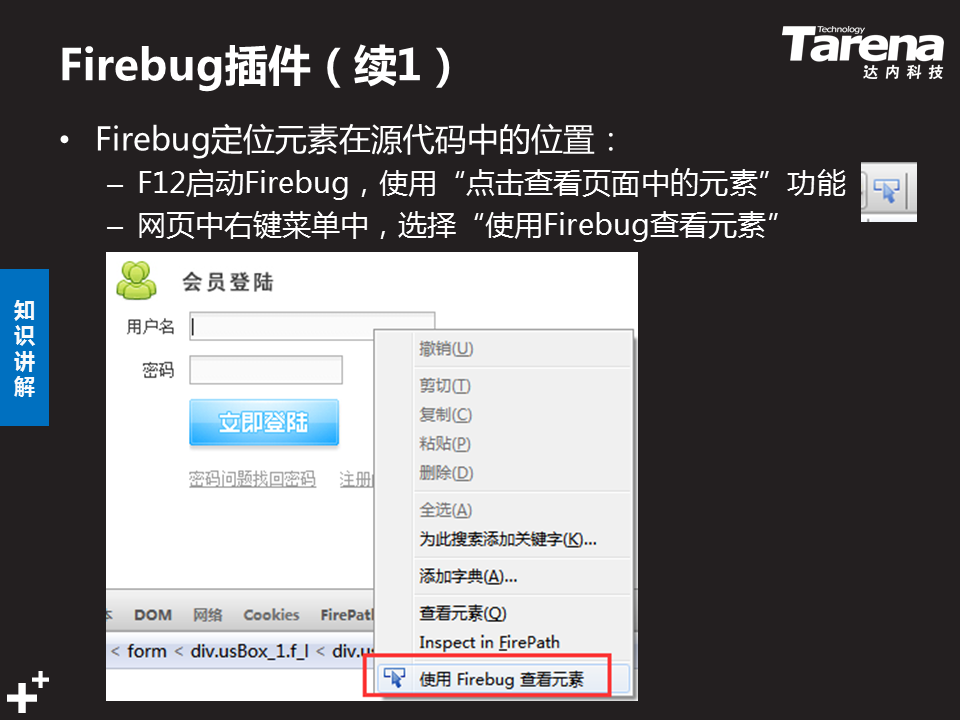 Firebug插件（续1）
Technology
Tarena
达内科技
• Firebug定位元素在源代码中的位置：
– F12启动Firebug，使用“点击查看页面中的元素”功能
– 网页中右键菜单中，选择“使用Firebug查看元素”
知识讲解
会员登陆
用户名
密码
立即登陆
密码问题找回密码 注册
撤销(U)
剪切(T)
复制(C)
粘贴(P)
删除(D)
全选(A)
为此搜索添加关键字(K)...
添加字典(A)...
查看元素(Q)
Inspect in FirePath
使用 Firebug 查看元素
DOM 网络 Cookies FirePath
< form < div.usBox_1.f_l < div.us